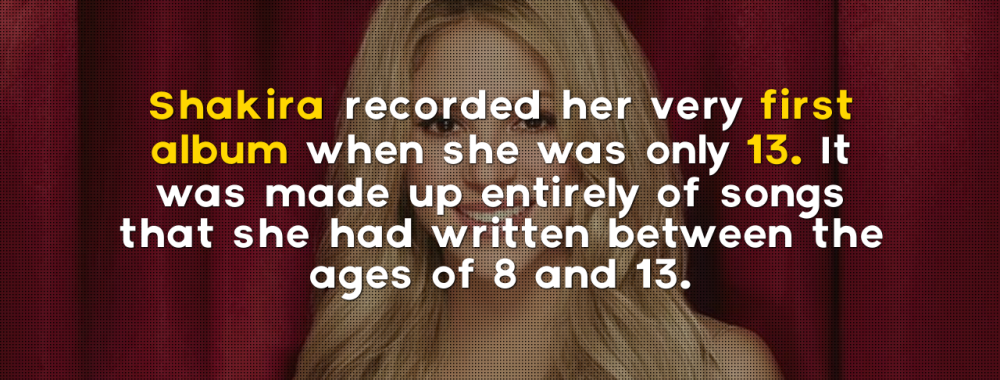 Shakira recorded her very first
album when she was only 13. It
was made up entirely of songs
that she had written between the
ages of 8 and 13.